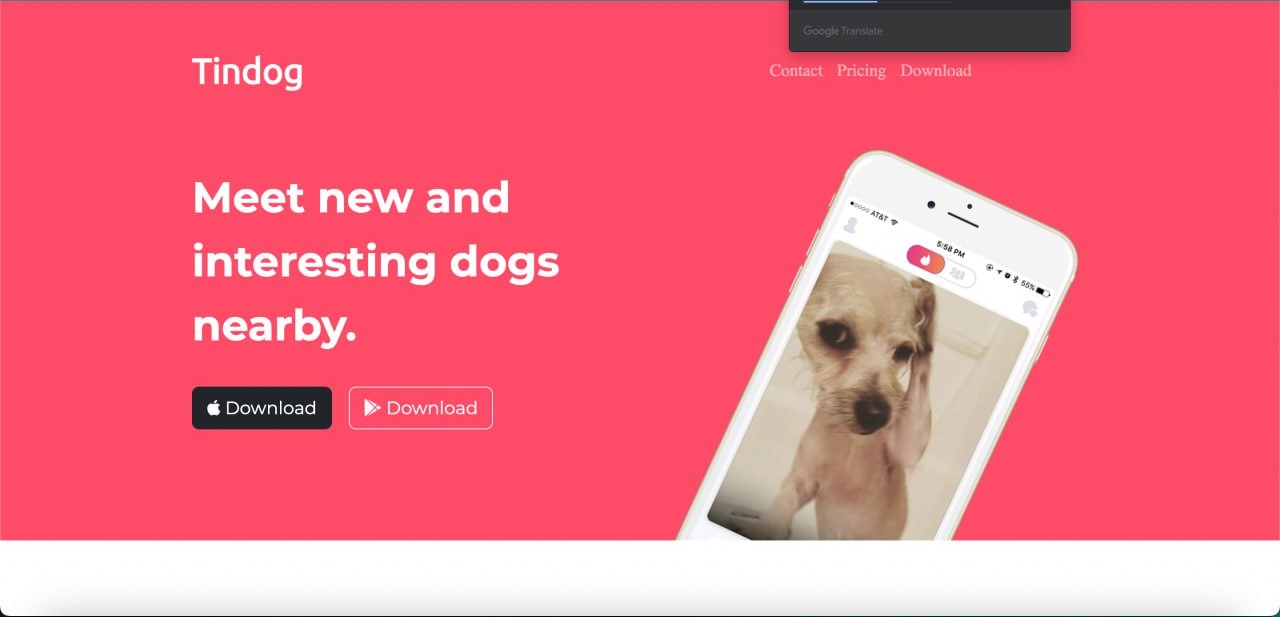 Google Translate
Tindog
Contact Pricing Download
Meet new and
interesting dogs
nearby.
Download
Download
AT&T
5:58 PM
55%